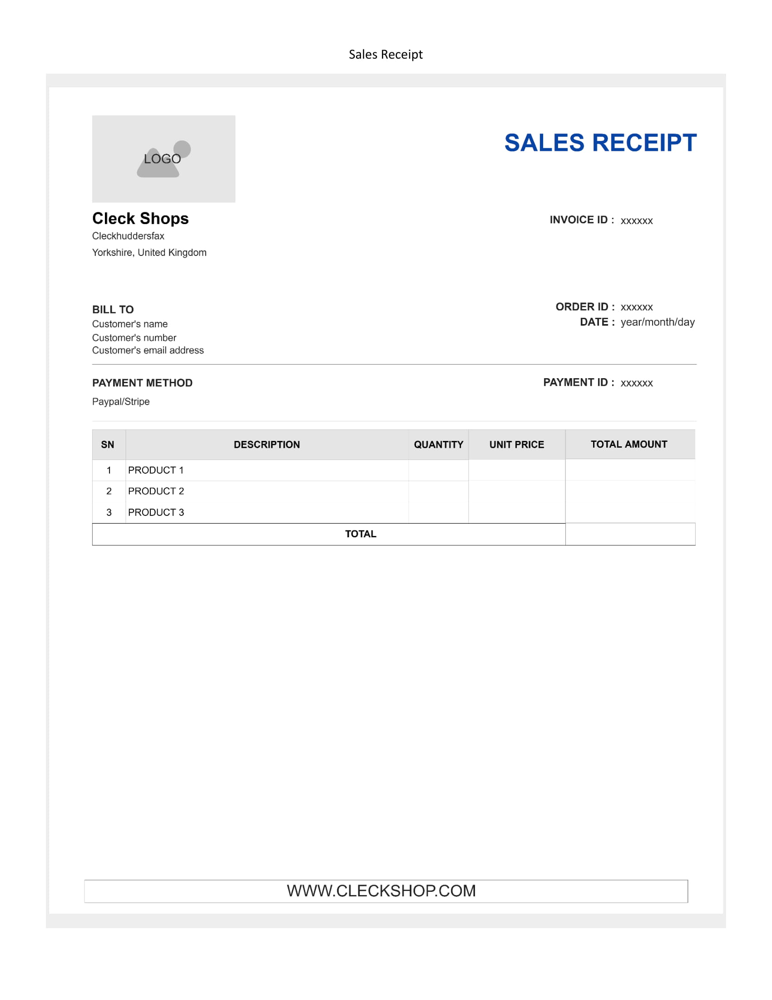 Sales Receipt
LOGO
SALES RECEIPT
Cleck Shops
Cleckhuddersfax
Yorkshire, United Kingdom
INVOICE ID : xxxxxx
BILL TO
Customer's name
Customer's number
Customer's email address
ORDER ID : xxxxxx
DATE : year/month/day
PAYMENT METHOD
Paypal/Stripe
PAYMENT ID : xxxxxx
SN DESCRIPTION QUANTITY UNIT PRICE TOTAL AMOUNT
1 PRODUCT 1
2 PRODUCT 2
3 PRODUCT 3
TOTAL
WWW.CLECKSHOP.COM